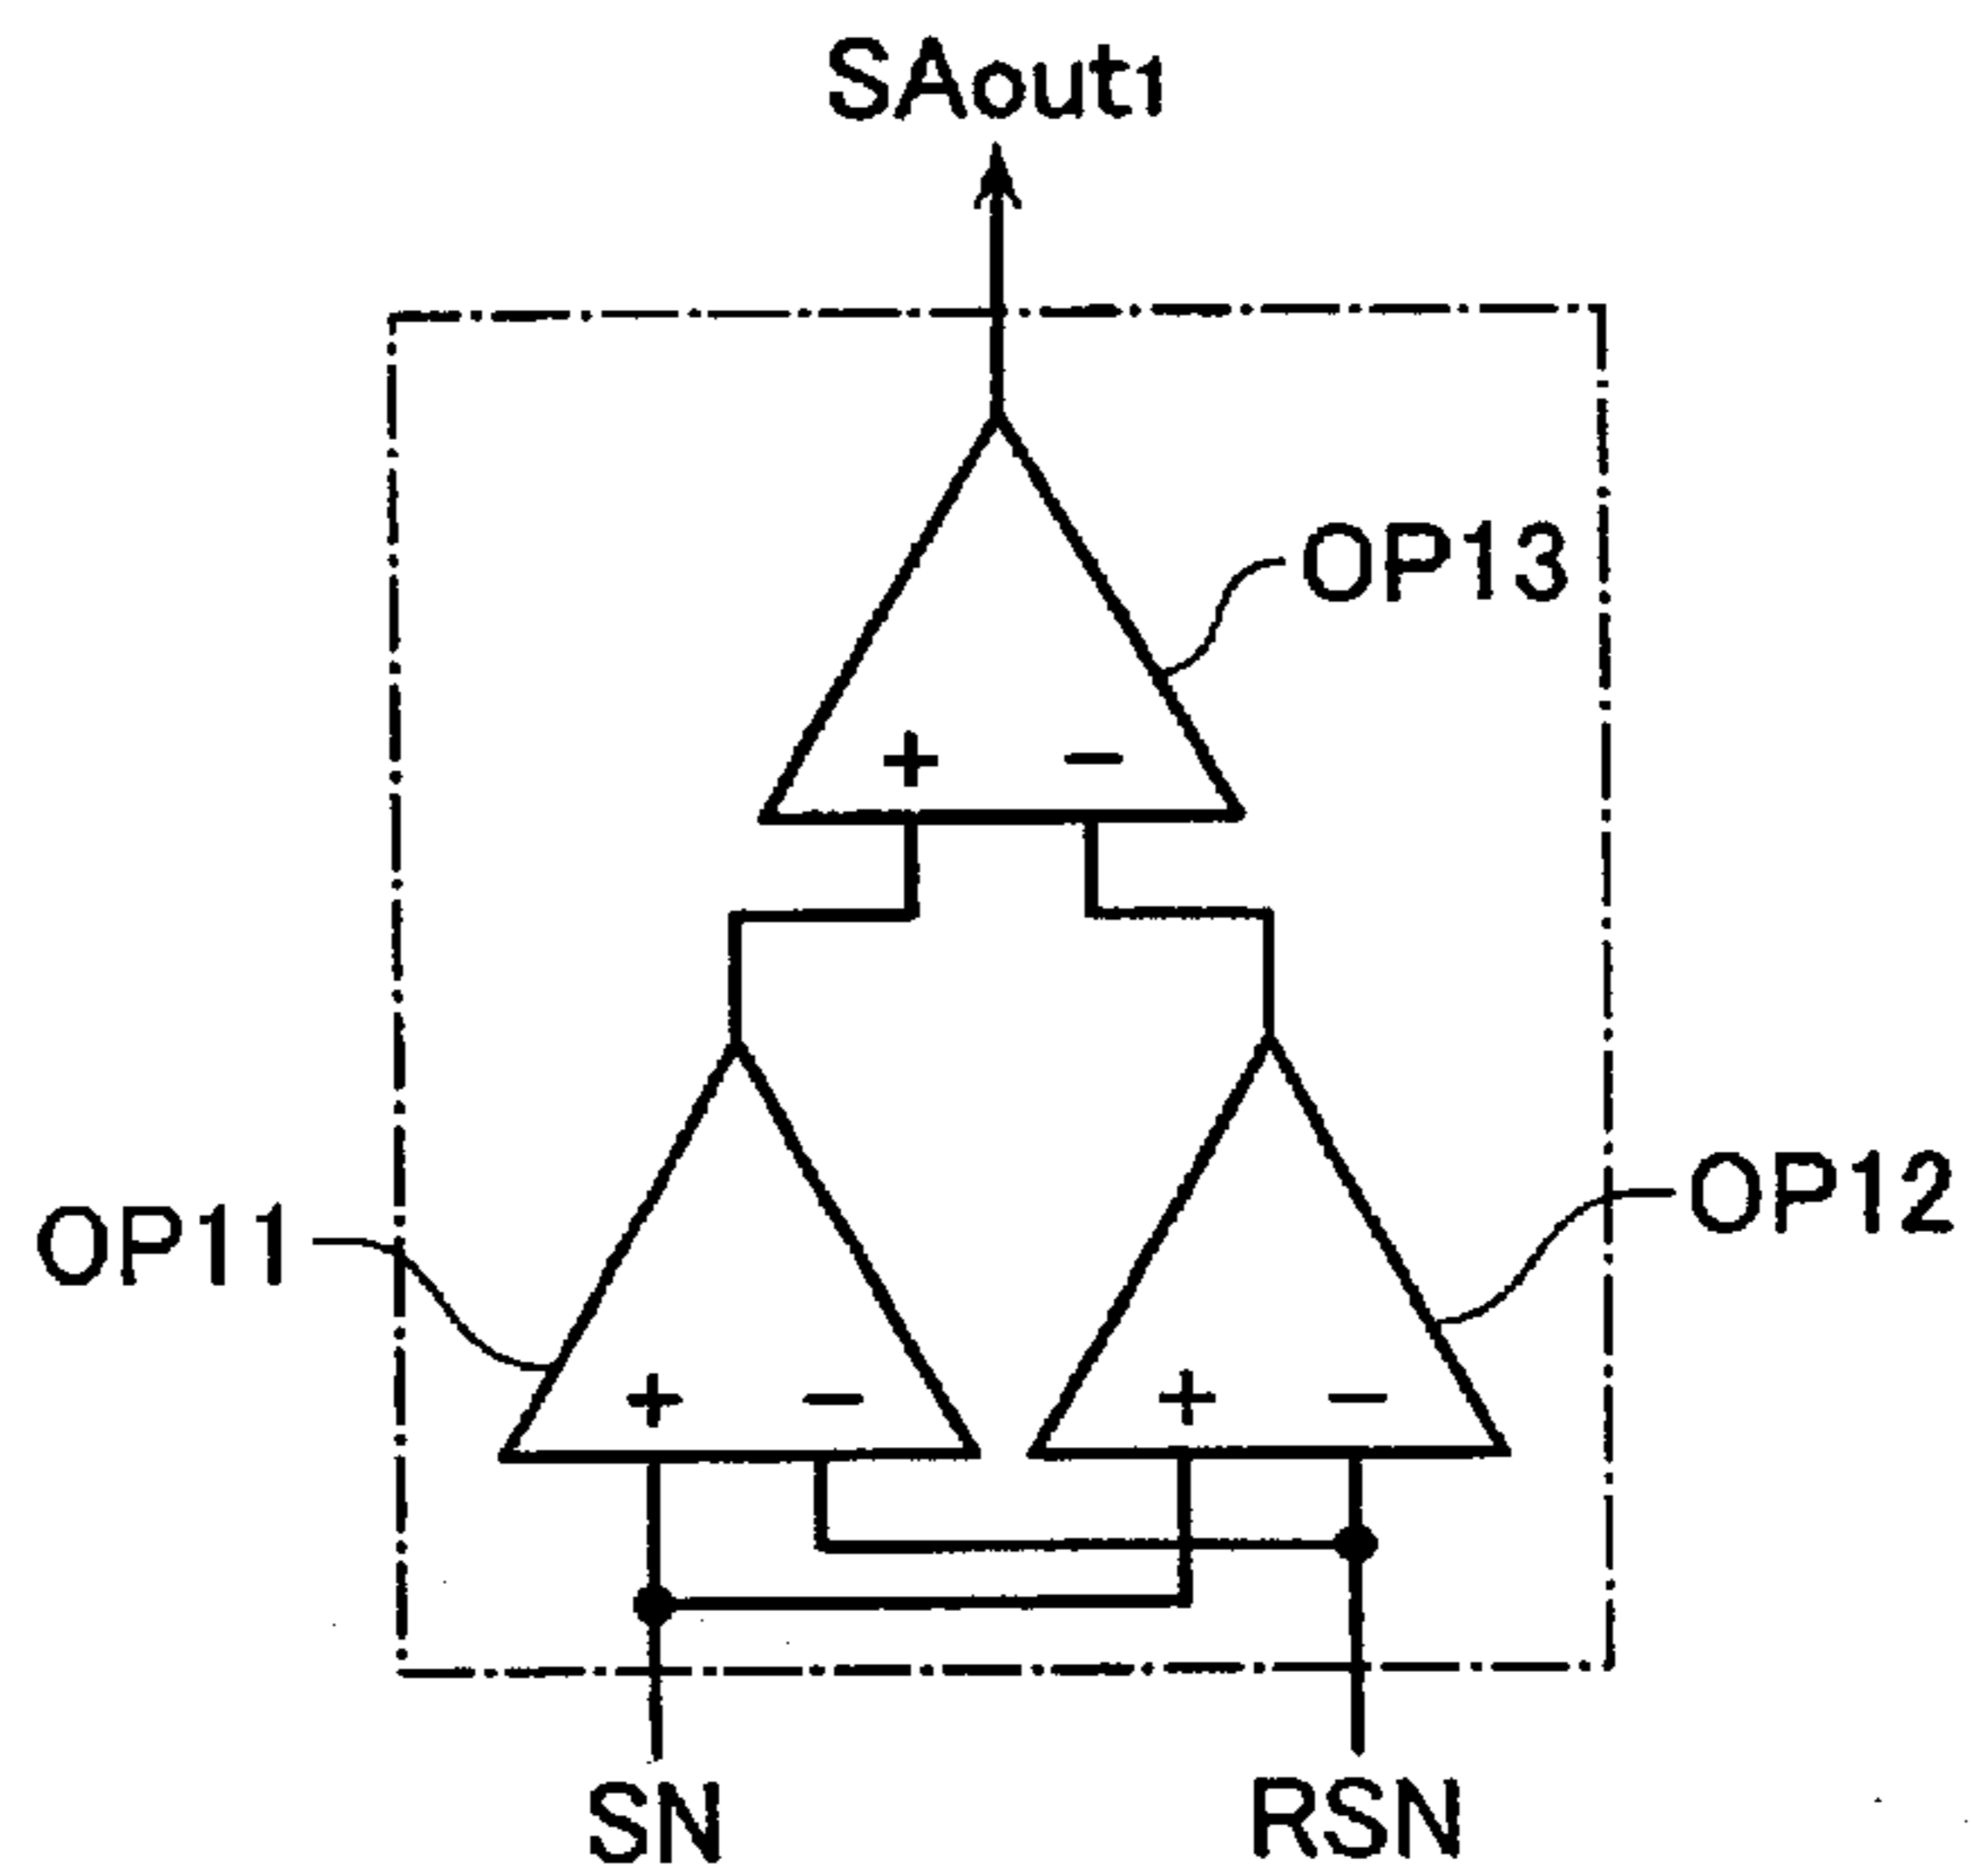 SAout1
OP13
+ −
OP12
OP11
+ −
+ −
SN
RSN